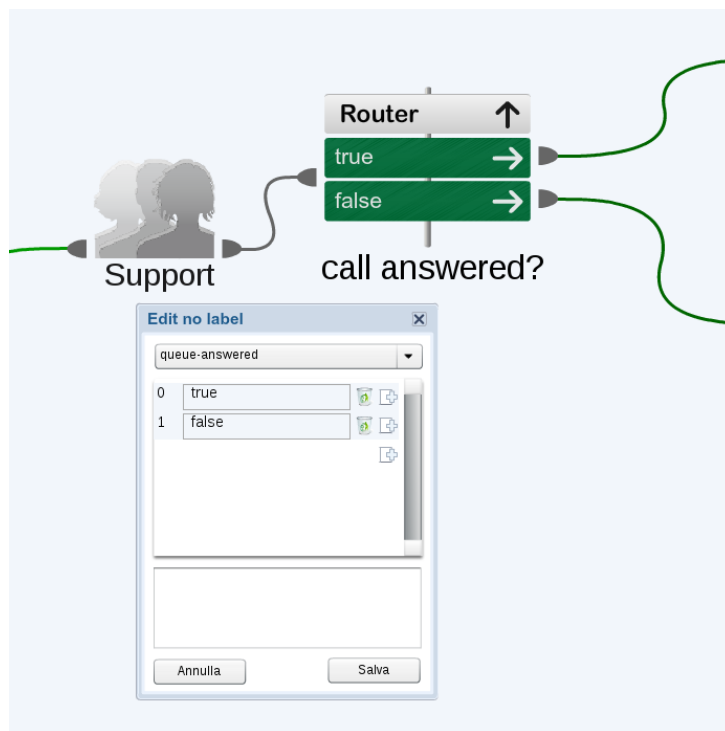 Router
true
false
Support
call answered?
Edit no label
queue-answered
0 true
1 false
Annulla Salva